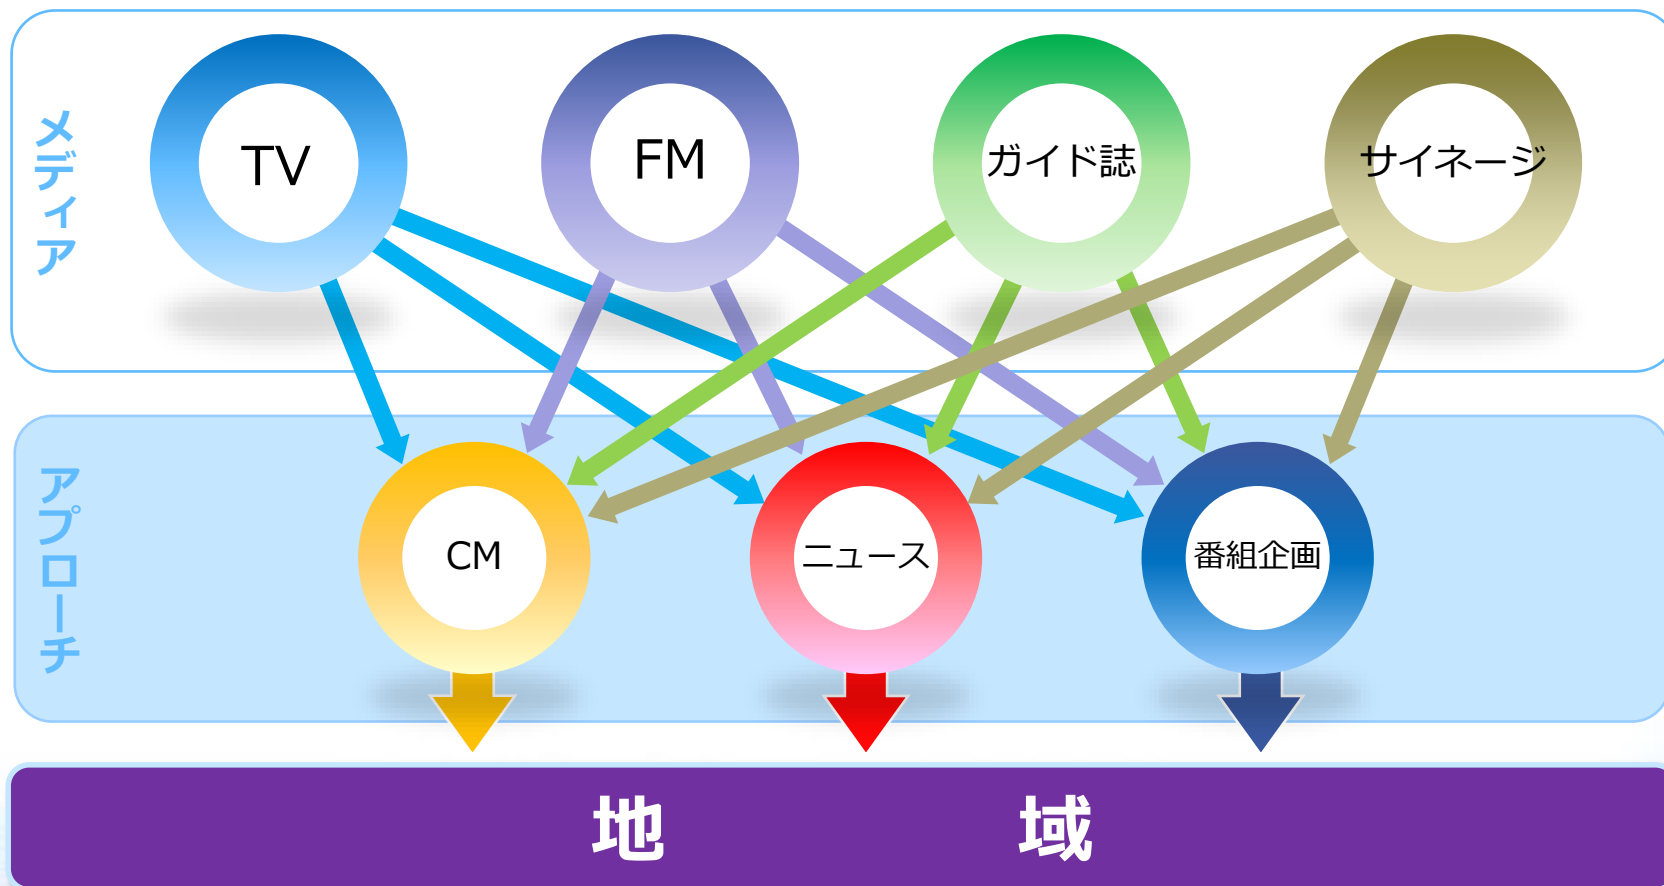 メディア
TV
FM
ガイド誌
サイネージ
アプローチ
CM
ニュース
番組企画
地 域